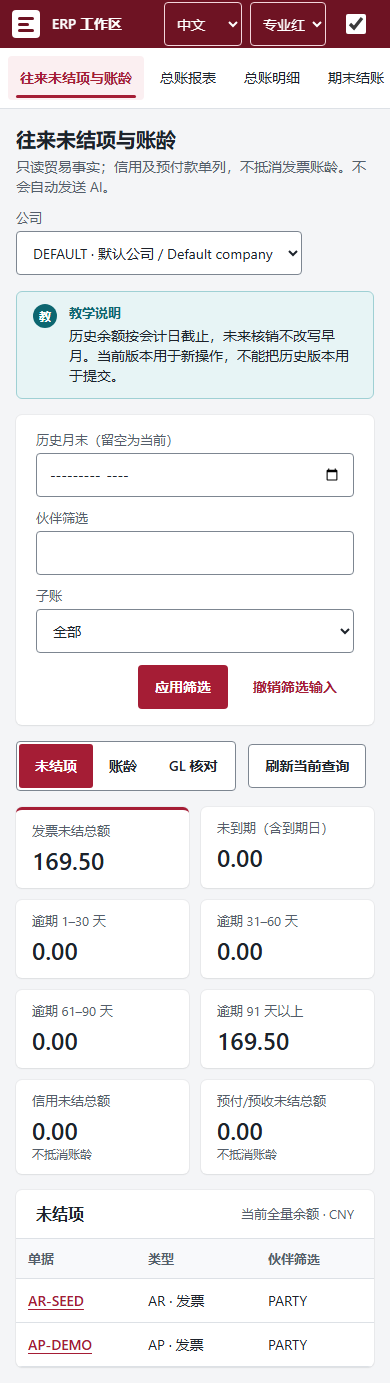 ERP 工作区 中文 专业红
往来未结项与账龄 总账报表 总账明细 期末结账
往来未结项与账龄
只读贸易事实；信用及预付款单列，不抵消发票账龄。不
会自动发送 AI。
公司
DEFAULT · 默认公司 / Default company
教 教学说明
历史余额按会计日截止，未来核销不改写早
月。当前版本用于新操作，不能把历史版本用
于提交。
历史月末（留空为当前）
--------- ----
伙伴筛选
子账
全部
应用筛选 撤销筛选输入
未结项 账龄 GL 核对 刷新当前查询
发票未结总额
169.50
未到期（含到期日）
0.00
逾期 1–30 天
0.00
逾期 31–60 天
0.00
逾期 61–90 天
0.00
逾期 91 天以上
169.50
信用未结总额
0.00
不抵消账龄
预付/预收未结总额
0.00
不抵消账龄
未结项 当前全量余额 · CNY
单据 类型 伙伴筛选
AR-SEED AR · 发票 PARTY
AP-DEMO AP · 发票 PARTY